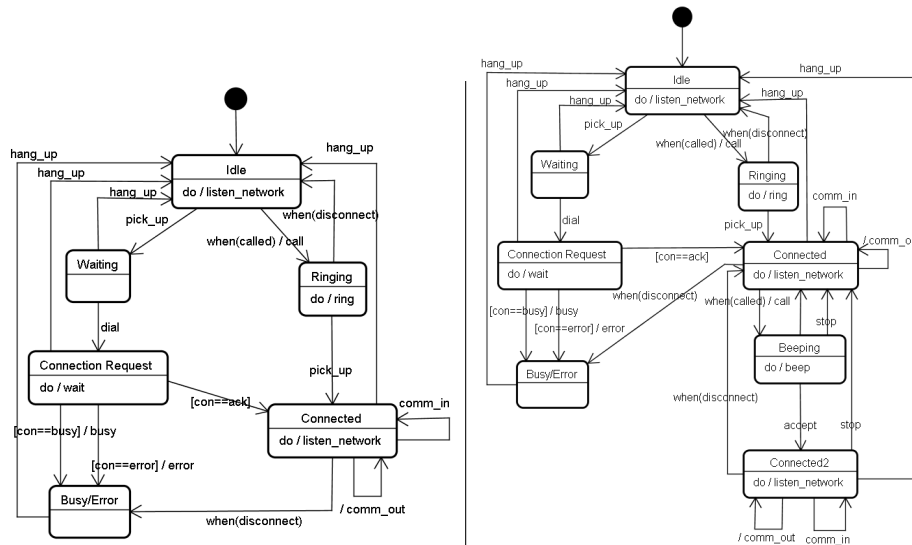 hang_up
hang_up
hang_up
Idle
do / listen_network
hang_up
when(disconnect)
pick_up
when(called) / call
Waiting
Ringing
do / ring
dial
Connection Request
do / wait
pick_up
[con==ack]
Connected
do / listen_network
comm_in
[con==busy] / busy
[con==error] / error
Busy/Error
when(disconnect)
/ comm_out
hang_up
hang_up
hang_up
Idle
do / listen_network
hang_up
hang_up
pick_up
when(disconnect)
when(called) / call
Waiting
Ringing
do / ring
dial
pick_up
comm_in
/ comm_o
Connection Request
do / wait
[con==ack]
Connected
do / listen_network
when(disconnect)
when(called) / call
[con==busy] / busy
[con==error] / error
stop
Beeping
do / beep
Busy/Error
when(disconnect)
accept
stop
Connected2
do / listen_network
/ comm_out
comm_in